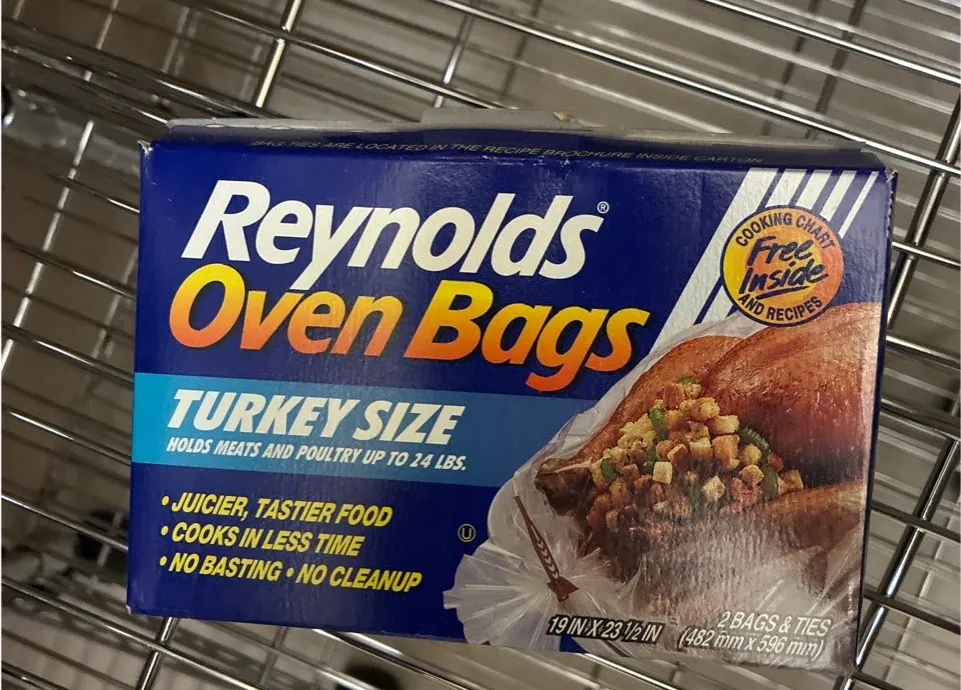 BAG TIES ARE LOCATED IN THE RECIPE BROCHURE INSIDE CARTON
Reynolds®
Oven Bags
COOKING CHART
Free
Inside
AND RECIPES
TURKEY SIZE
HOLDS MEATS AND POULTRY UP TO 24 LBS.
• JUICIER, TASTIER FOOD
• COOKS IN LESS TIME
• NO BASTING • NO CLEANUP
U
19 IN X 23 1/2 IN
2 BAGS & TIES
(482 mm x 596 mm)